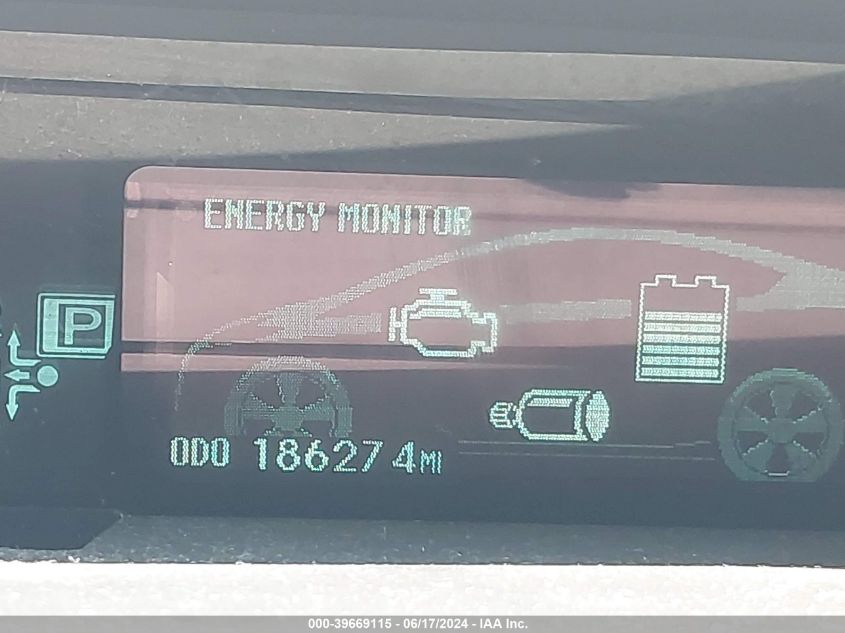 ENERGY MONITOR
P
ODO 186274MI
000-39669115 - 06/17/2024 - IAA Inc.